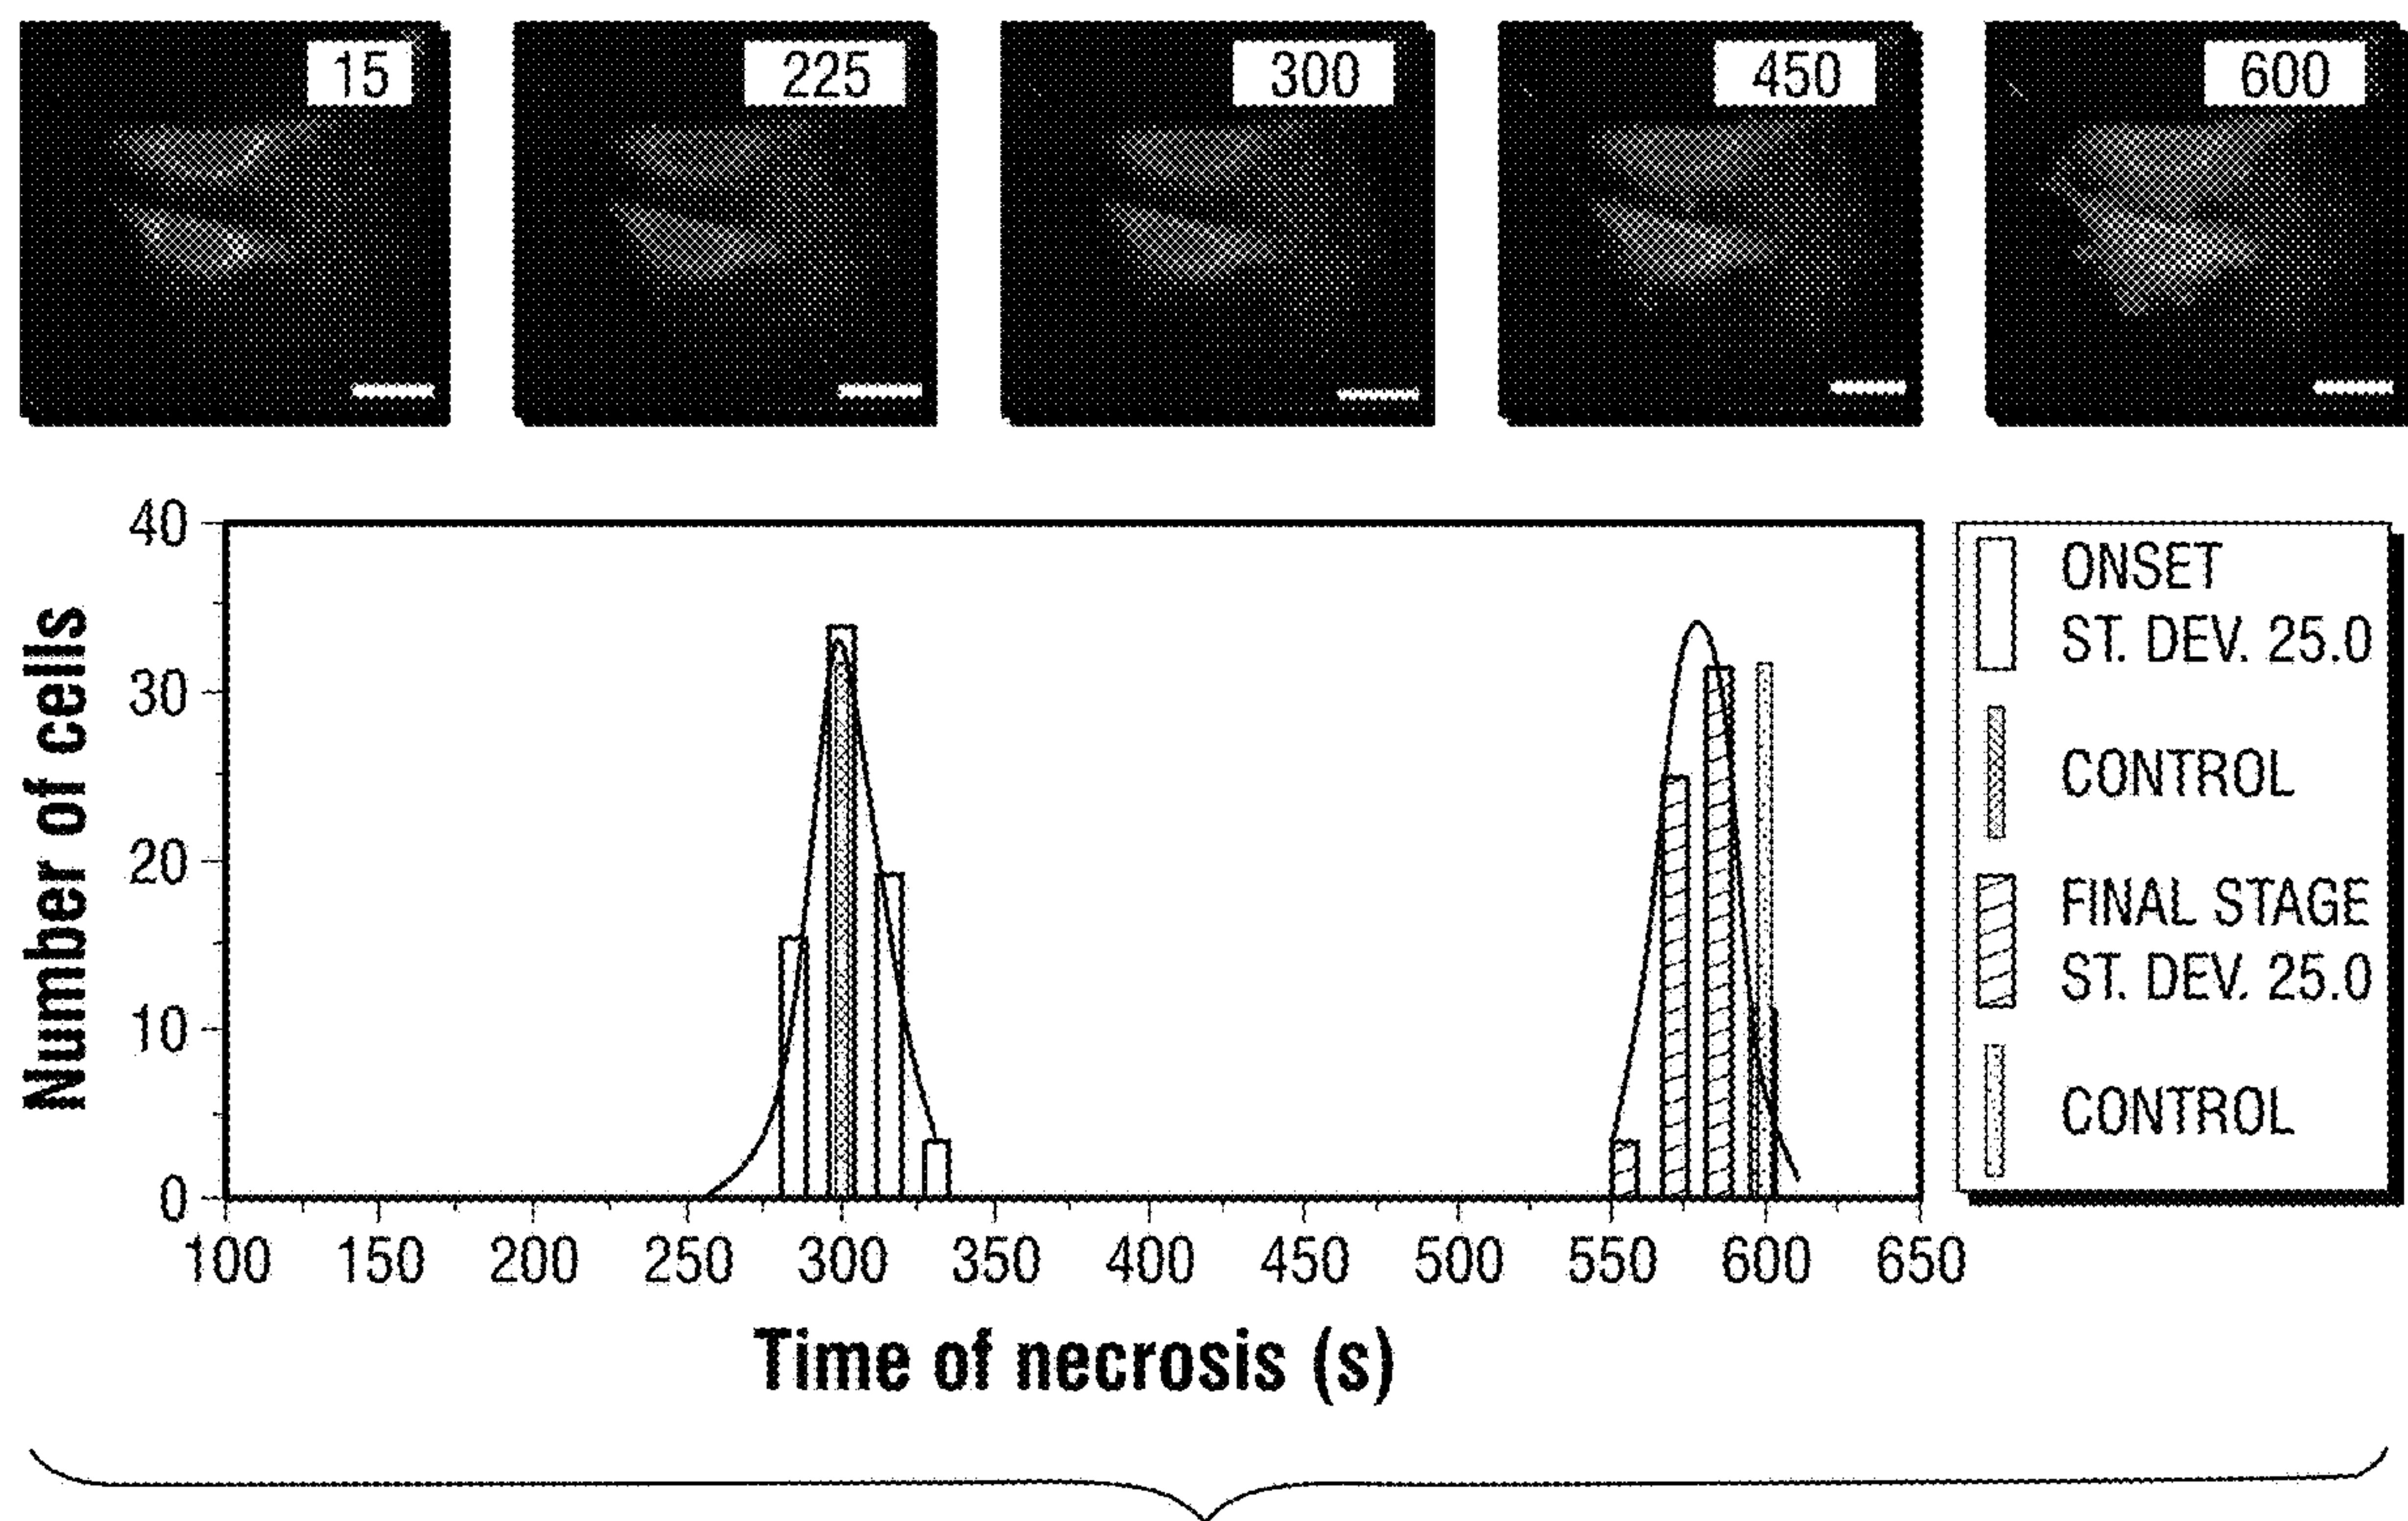 15
225
300
450
600
40
30
20
10
0
Number of cells
100 150 200 250 300 350 400 450 500 550 600 650
Time of necrosis (s)
ONSET
ST. DEV. 25.0
CONTROL
FINAL STAGE
ST. DEV. 25.0
CONTROL